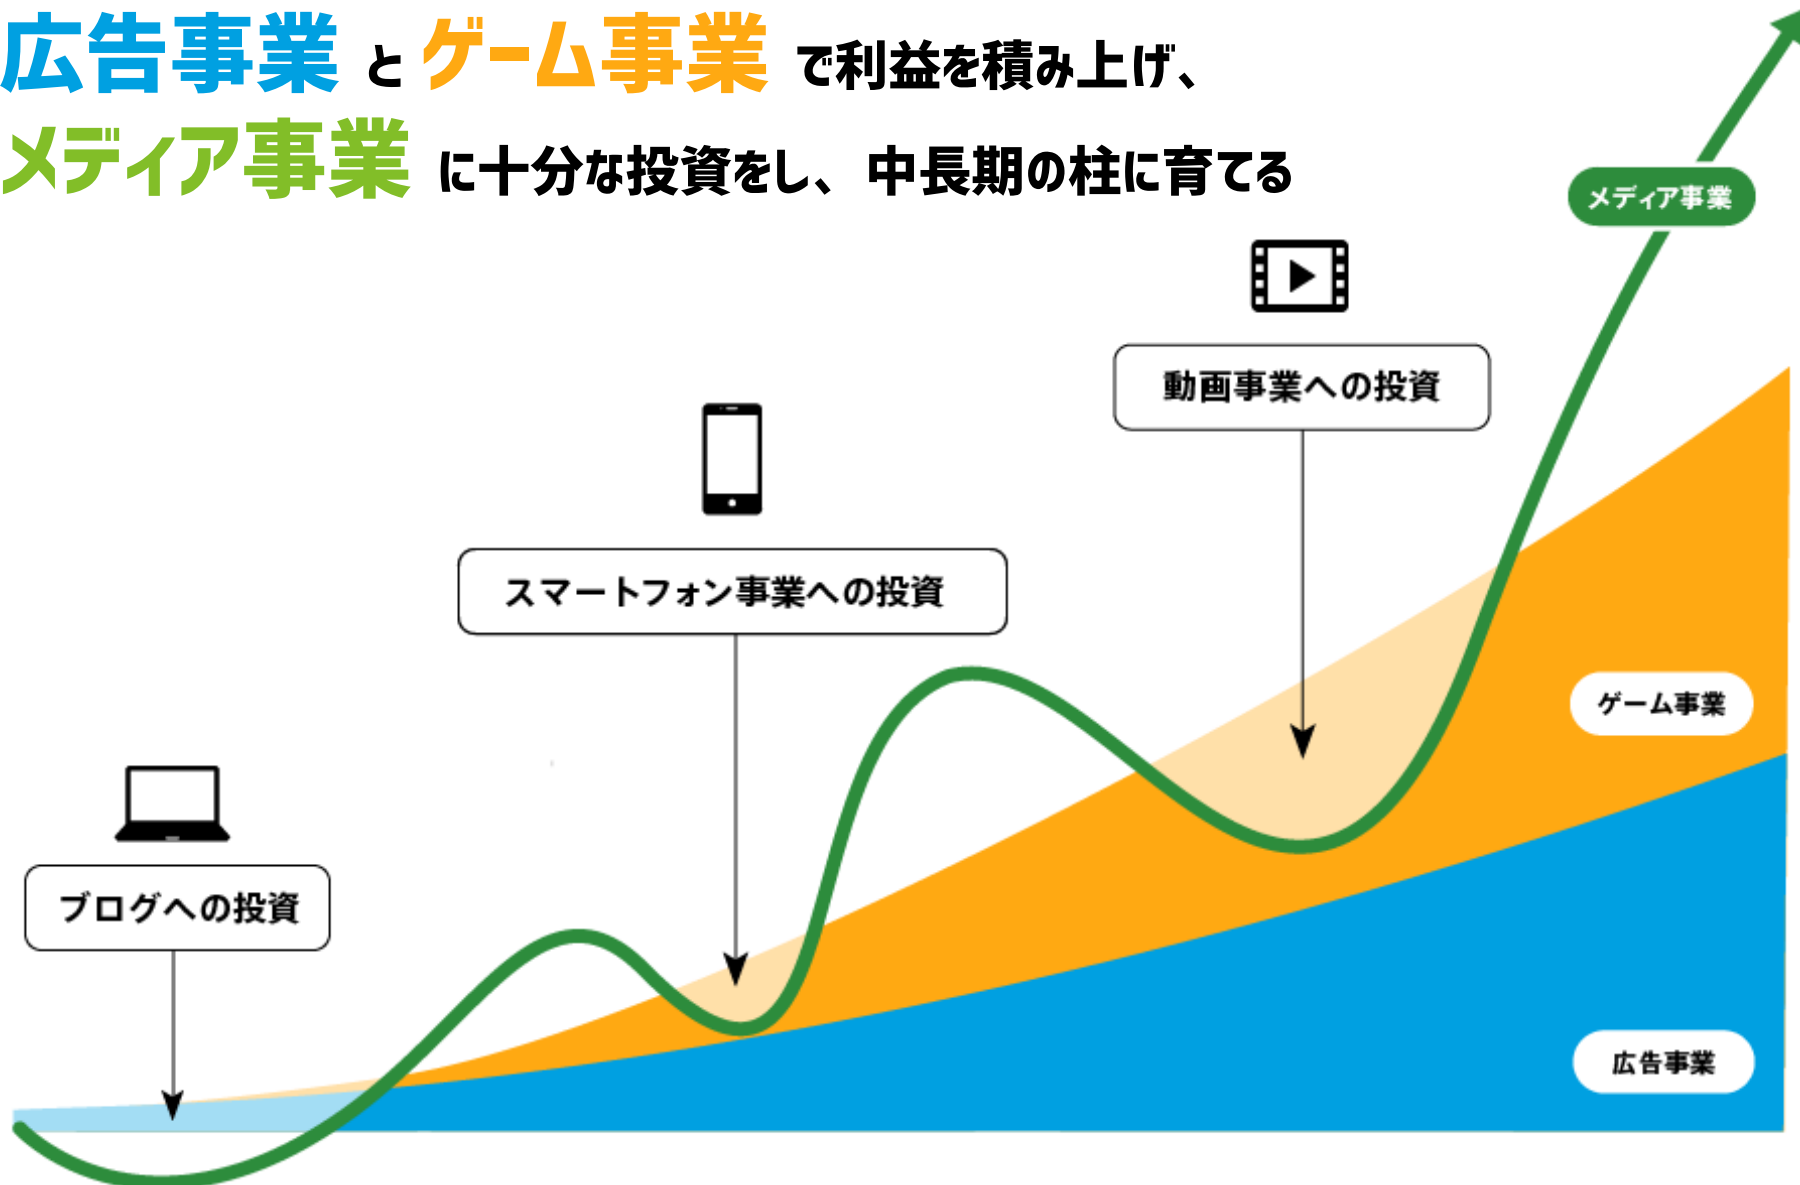 広告事業 と ゲーム事業 で利益を積み上げ、
メディア事業 に十分な投資をし、中長期の柱に育てる
メディア事業
動画事業への投資
スマートフォン事業への投資
ゲーム事業
ブログへの投資
広告事業